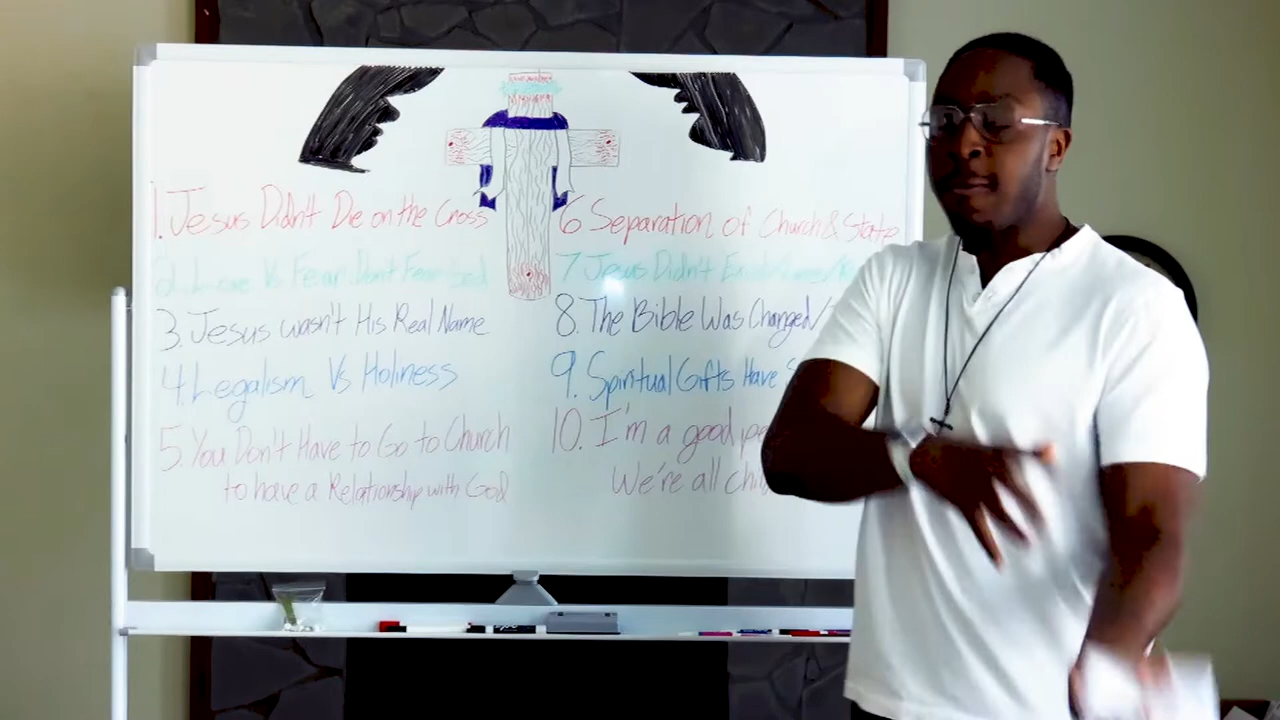 1. Jesus Didn't Die on the Cross
2. Love Vs Fear Don't Fear God
3. Jesus wasn't His Real Name
4. Legalism Vs Holiness
5. You Don't Have to Go to Church
to have a Relationship with God
6 Separation of Church & State
7 Jesus Didn't
8. The Bible Was Changed/
9. Spiritual Gifts Have
10. I'm a good
We're all